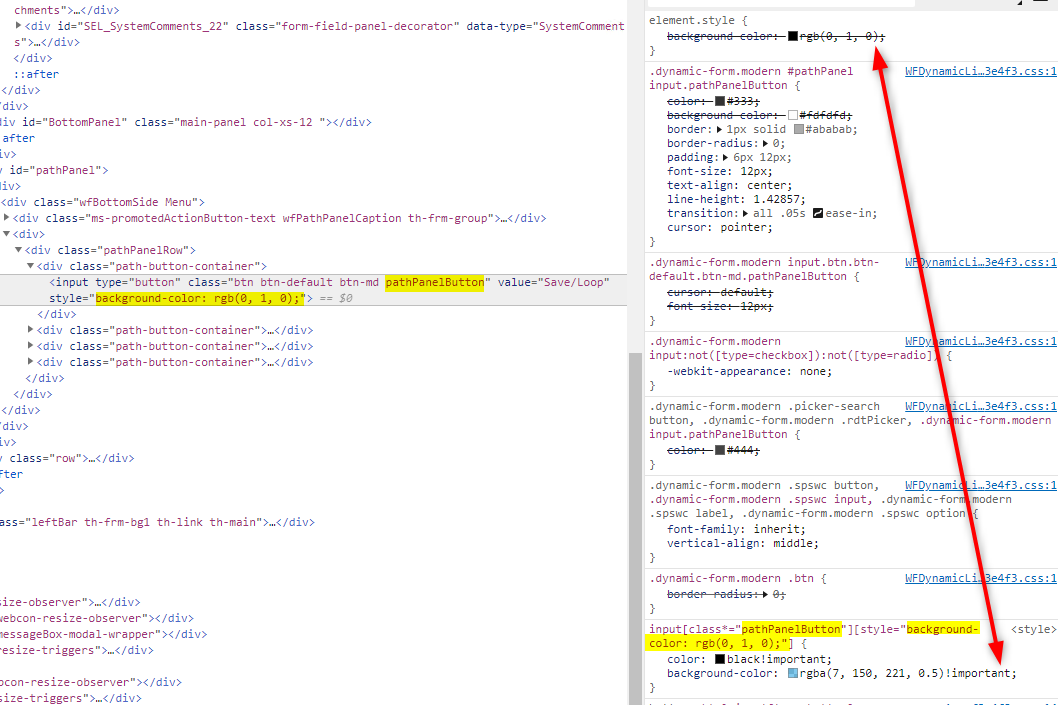 chments">…</div>
<div id="SEL_SystemComments_22" class="form-field-panel-decorator" data-type="SystemComment
s">…</div>
</div>
::after
</div>
/div>
div id="BottomPanel" class="main-panel col-xs-12 "></div>
after
iv>
v id="pathPanel">
div>
<div class="wfBottomSide Menu">
<div class="ms-promotedActionButton-text wfPathPanelCaption th-frm-group">…</div>
<div>
<div class="pathPanelRow">
<div class="path-button-container">
<input type="button" class="btn btn-default btn-md pathPanelButton" value="Save/Loop"
style="background-color: rgb(0, 1, 0);"> == $0
</div>
<div class="path-button-container">…</div>
<div class="path-button-container">…</div>
<div class="path-button-container">…</div>
</div>
</div>
</div>
/div>
iv>
v class="row">…</div>
fter
>
ass="leftBar th-frm-bg1 th-link th-main">…</div>
size-observer">…</div>
webcon-resize-observer"></div>
messageBox-modal-wrapper"></div>
resize-triggers">…</div>
ebcon-resize-observer"></div>
size-triggers">…</div>
element.style {
background-color: rgb(0, 1, 0);
}
.dynamic-form.modern #pathPanel WFDynamicLi…3e4f3.css:1
input.pathPanelButton {
color: #333;
background-color: #fdfdfd;
border: 1px solid #ababab;
border-radius: 0;
padding: 6px 12px;
font-size: 12px;
text-align: center;
line-height: 1.42857;
transition: all .05s ease-in;
cursor: pointer;
}
.dynamic-form.modern input.btn.btn- WFDynamicLi…3e4f3.css:1
default.btn-md.pathPanelButton {
cursor: default;
font-size: 12px;
}
.dynamic-form.modern WFDynamicLi…3e4f3.css:1
input:not([type=checkbox]):not([type=radio]) {
-webkit-appearance: none;
}
.dynamic-form.modern .picker-search WFDynamicLi…3e4f3.css:1
button, .dynamic-form.modern .rdtPicker, .dynamic-form.modern
input.pathPanelButton {
color: #444;
}
.dynamic-form.modern .spswc button, WFDynamicLi…3e4f3.css:1
.dynamic-form.modern .spswc input, .dynamic-form.modern
.spswc label, .dynamic-form.modern .spswc option {
font-family: inherit;
vertical-align: middle;
}
.dynamic-form.modern .btn { WFDynamicLi…3e4f3.css:1
border-radius: 0;
}
input[class*="pathPanelButton"][style="background- <style>
color: rgb(0, 1, 0);"] {
color: black!important;
background-color: rgba(7, 150, 221, 0.5)!important;
}